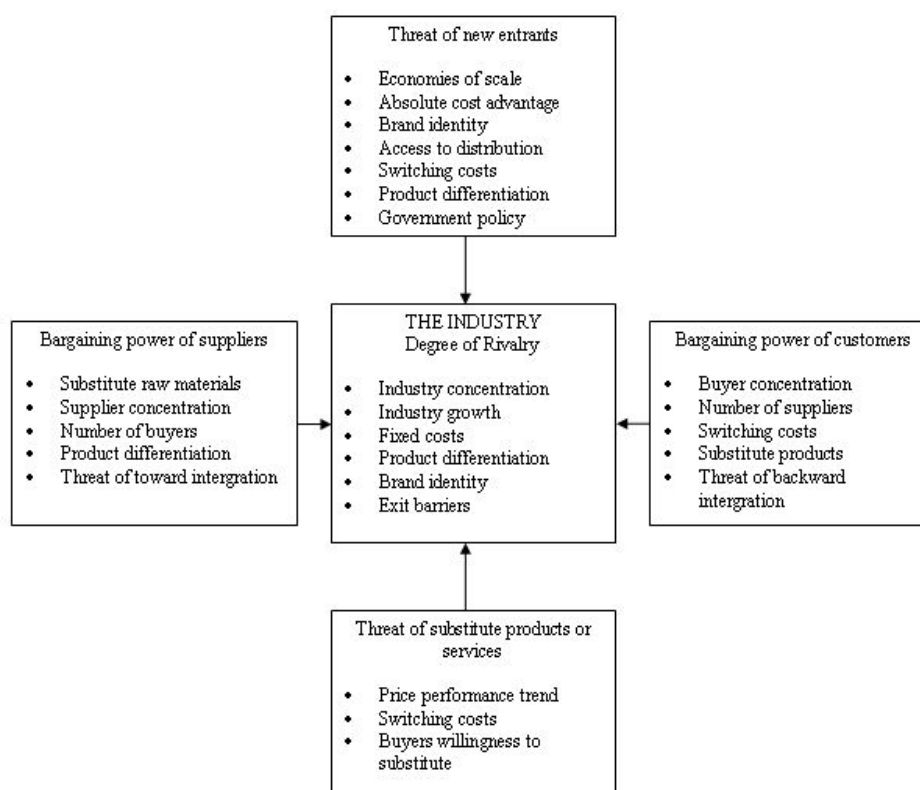 Threat of new entrants
• Economies of scale
• Absolute cost advantage
• Brand identity
• Access to distribution
• Switching costs
• Product differentiation
• Government policy
Bargaining power of suppliers
• Substitute raw materials
• Supplier concentration
• Number of buyers
• Product differentiation
• Threat of toward intergration
THE INDUSTRY
Degree of Rivalry
• Industry concentration
• Industry growth
• Fixed costs
• Product differentiation
• Brand identity
• Exit barriers
Bargaining power of customers
• Buyer concentration
• Number of suppliers
• Switching costs
• Substitute products
• Threat of backward
intergration
Threat of substitute products or
services
• Price performance trend
• Switching costs
• Buyers willingness to
substitute